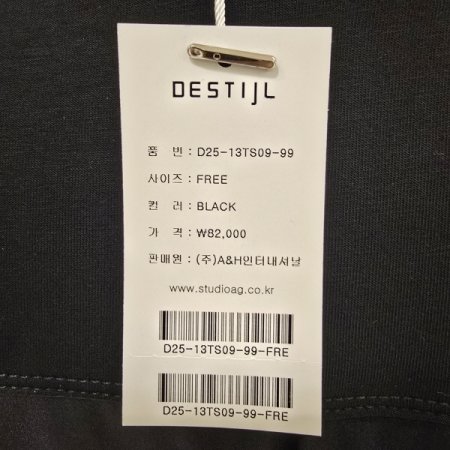 DESTIJL
품 번 : D25-13TS09-99
사이즈 : FREE
컬 러 : BLACK
가 격 : ₩82,000
판매원 : (주)A&H인터내셔날
www.studioag.co.kr
D25-13TS09-99-FRE
D25-13TS09-99-FRE